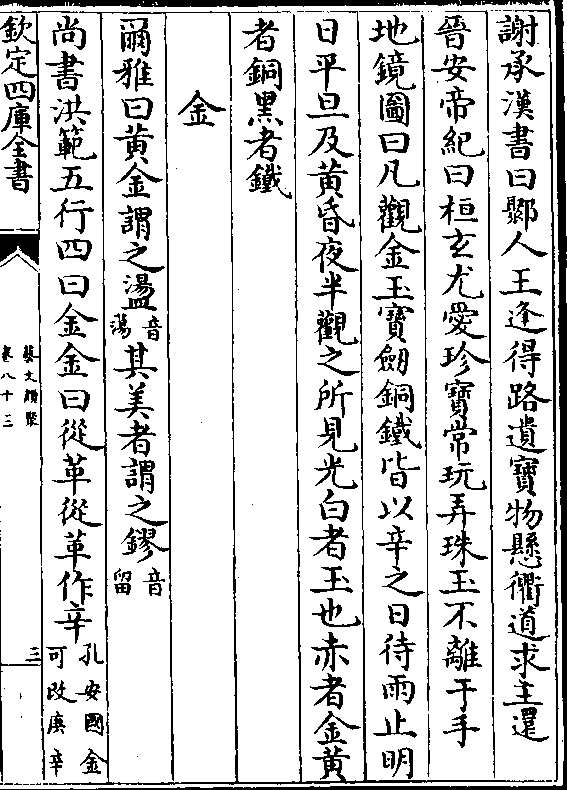 謝承漢書曰鄳人王逢得路遺寶物懸衢道求主還
晉安帝紀曰桓玄尤愛珍寶常玩弄珠玉不離于手
地鏡圖曰凡觀金玉寶劒銅鐵皆以辛之日待雨止明
日平旦及黄昏夜半觀之所見光白者玉也赤者金黄
者銅黑者鐵
金
爾雅曰黄金謂之盪音蕩其美者謂之鏐音留
尚書洪範五行四曰金金曰從革從革作辛孔安國金可改庚辛
欽定四庫全書
藝文類聚
卷八十三
三